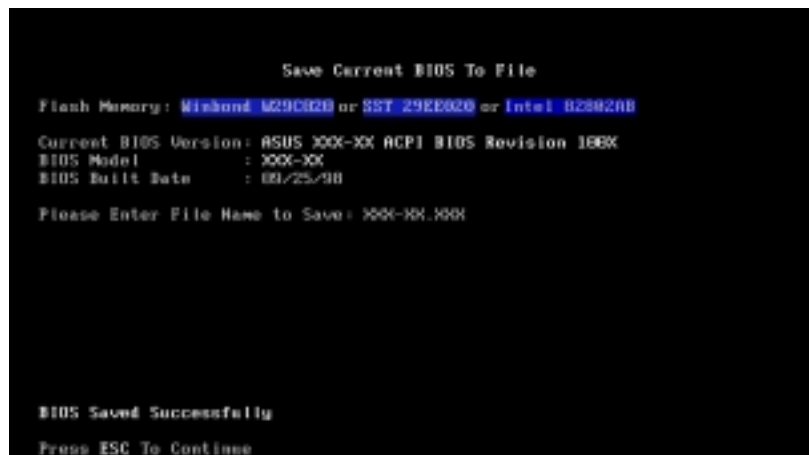 Save Current BIOS To File
Flash Memory: Winbond W29C020 or SST 29EE020 or Intel 82802AB
Current BIOS Version: ASUS XXX-XX ACPI BIOS Revision 100X
BIOS Model : XXX-XX
BIOS Built Date : 09/25/98
Please Enter File Name to Save: XXX-XX.XXX
BIOS Saved Successfully
Press ESC To Continue